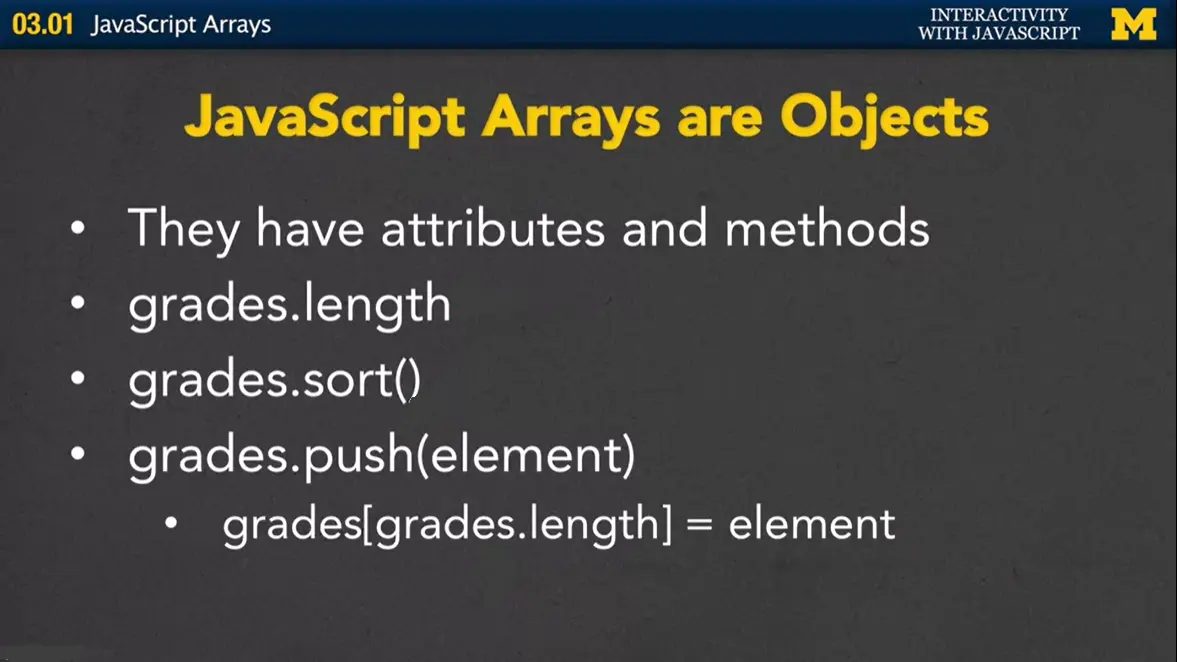 03.01 JavaScript Arrays
INTERACTIVITY
WITH JAVASCRIPT
M
JavaScript Arrays are Objects
• They have attributes and methods
• grades.length
• grades.sort()
• grades.push(element)
• grades[grades.length] = element